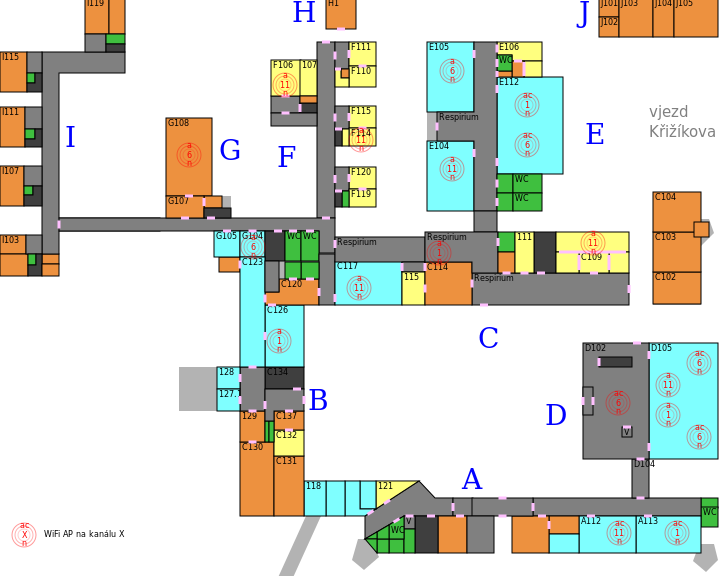 I119
H1
H
J101
J103
J104
J105
J102
J
I115
F106
107
a
11
n
F111
F110
E105
a
6
n
E106
WC
E112
ac
1
n
ac
6
n
I111
I
G108
a
6
n
G
F
F115
F114
a
11
n
Respirium
E104
a
11
n
E
vjezd
Křižíkova
I107
G107
F120
F119
WC
WC
C104
I103
G105
G104
a
6
n
WC
WC
Respirium
Respirium
ac
1
n
111
a
11
n
C109
C103
C123
C120
C117
a
11
n
115
C114
Respirium
C102
C126
a
1
n
C
128
127.
C134
B
129
C137
C132
C130
C131
D102
D105
ac
6
n
a
11
n
a
1
n
ac
6
n
ac
6
n
V
D
D104
118
121
A
V
WC
A112
ac
11
n
A113
ac
1
n
WC
ac
X
n
WiFi AP na kanálu X